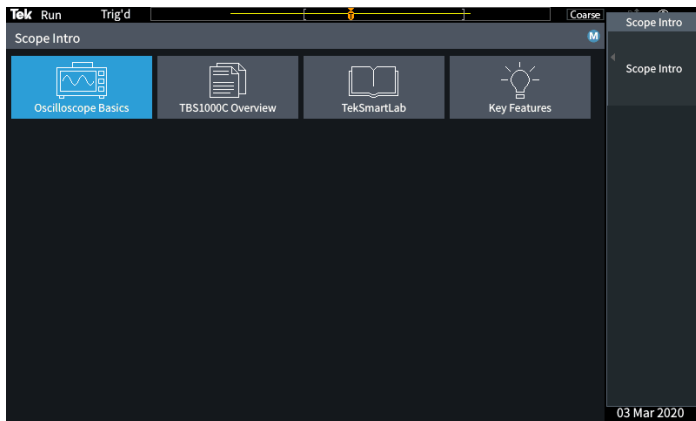 Tek Run Trig'd Coarse
Scope Intro
Scope Intro M
Scope Intro
Oscilloscope Basics TBS1000C Overview TekSmartLab Key Features
03 Mar 2020